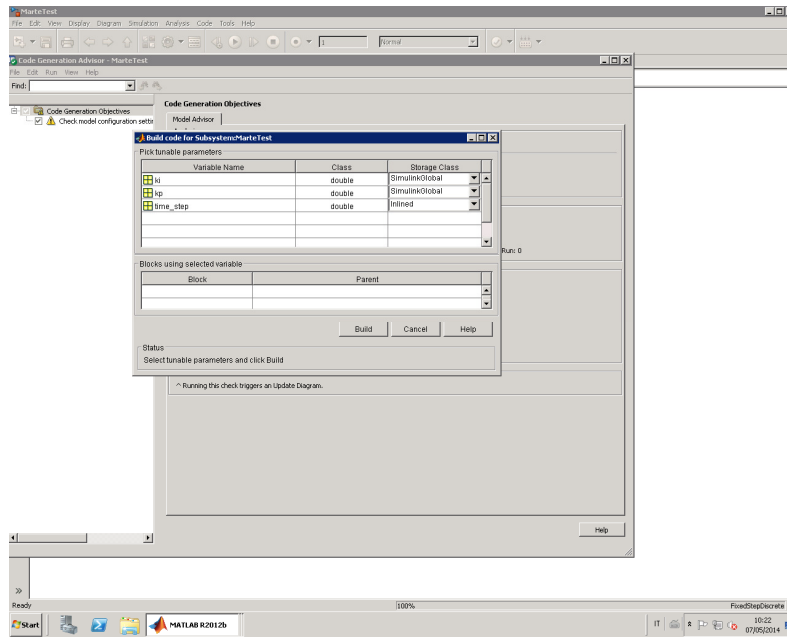 MarteTest
File Edit View Display Diagram Simulation Analysis Code Tools Help
1 Normal
Code Generation Advisor - MarteTest
File Edit Run View Help
Find:
Code Generation Objectives
Check model configuration settin
Code Generation Objectives
Model Advisor
Build code for Subsystem:MarteTest
Pick tunable parameters
Variable Name Class Storage Class
ki double SimulinkGlobal
kp double SimulinkGlobal
time_step double Inlined
Run: 0
Blocks using selected variable
Block Parent
Build Cancel Help
Status
Select tunable parameters and click Build
^ Running this check triggers an Update Diagram.
Help
»
Ready 100% FixedStepDiscrete
Start MATLAB R2012b IT 10:22
07/05/2014